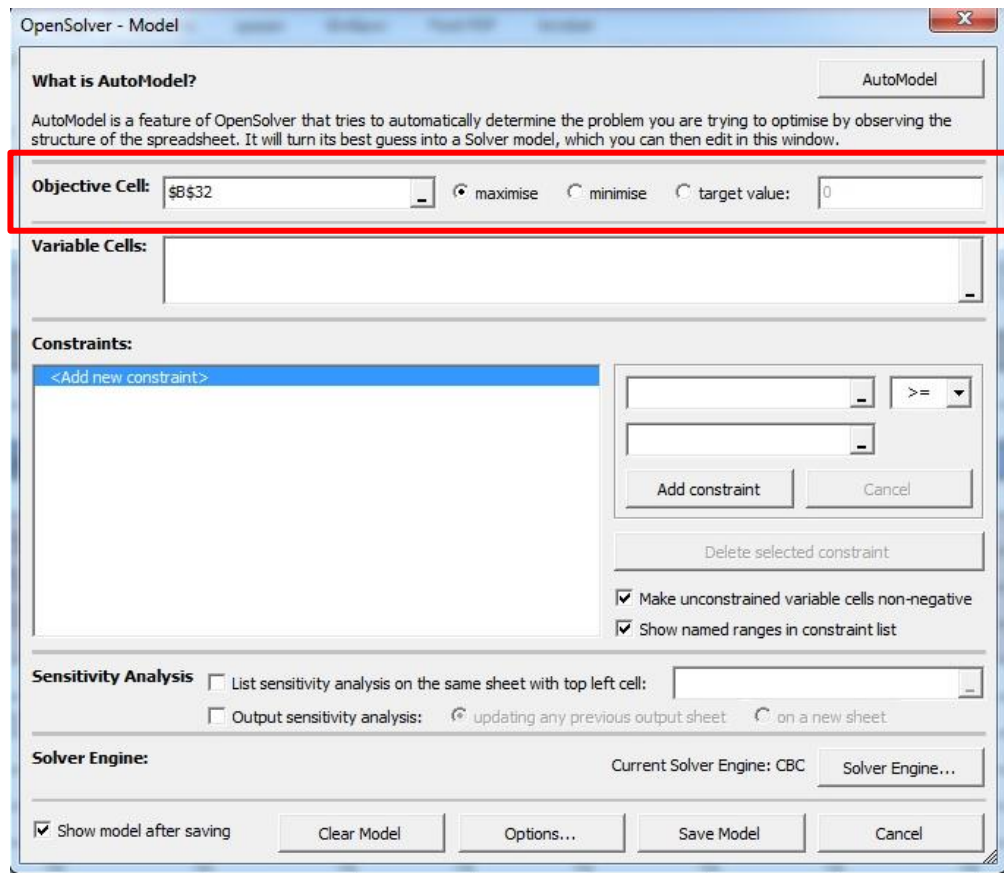 OpenSolver - Model
What is AutoModel?
AutoModel
AutoModel is a feature of OpenSolver that tries to automatically determine the problem you are trying to optimise by observing the
structure of the spreadsheet. It will turn its best guess into a Solver model, which you can then edit in this window.
Objective Cell: $B$32 _ maximise minimise target value: 0
Variable Cells:
_
Constraints:
<Add new constraint>
_ >=
_
Add constraint Cancel
Delete selected constraint
Make unconstrained variable cells non-negative
Show named ranges in constraint list
Sensitivity Analysis List sensitivity analysis on the same sheet with top left cell: _
Output sensitivity analysis: updating any previous output sheet on a new sheet
Solver Engine:
Current Solver Engine: CBC Solver Engine...
Show model after saving Clear Model Options... Save Model Cancel